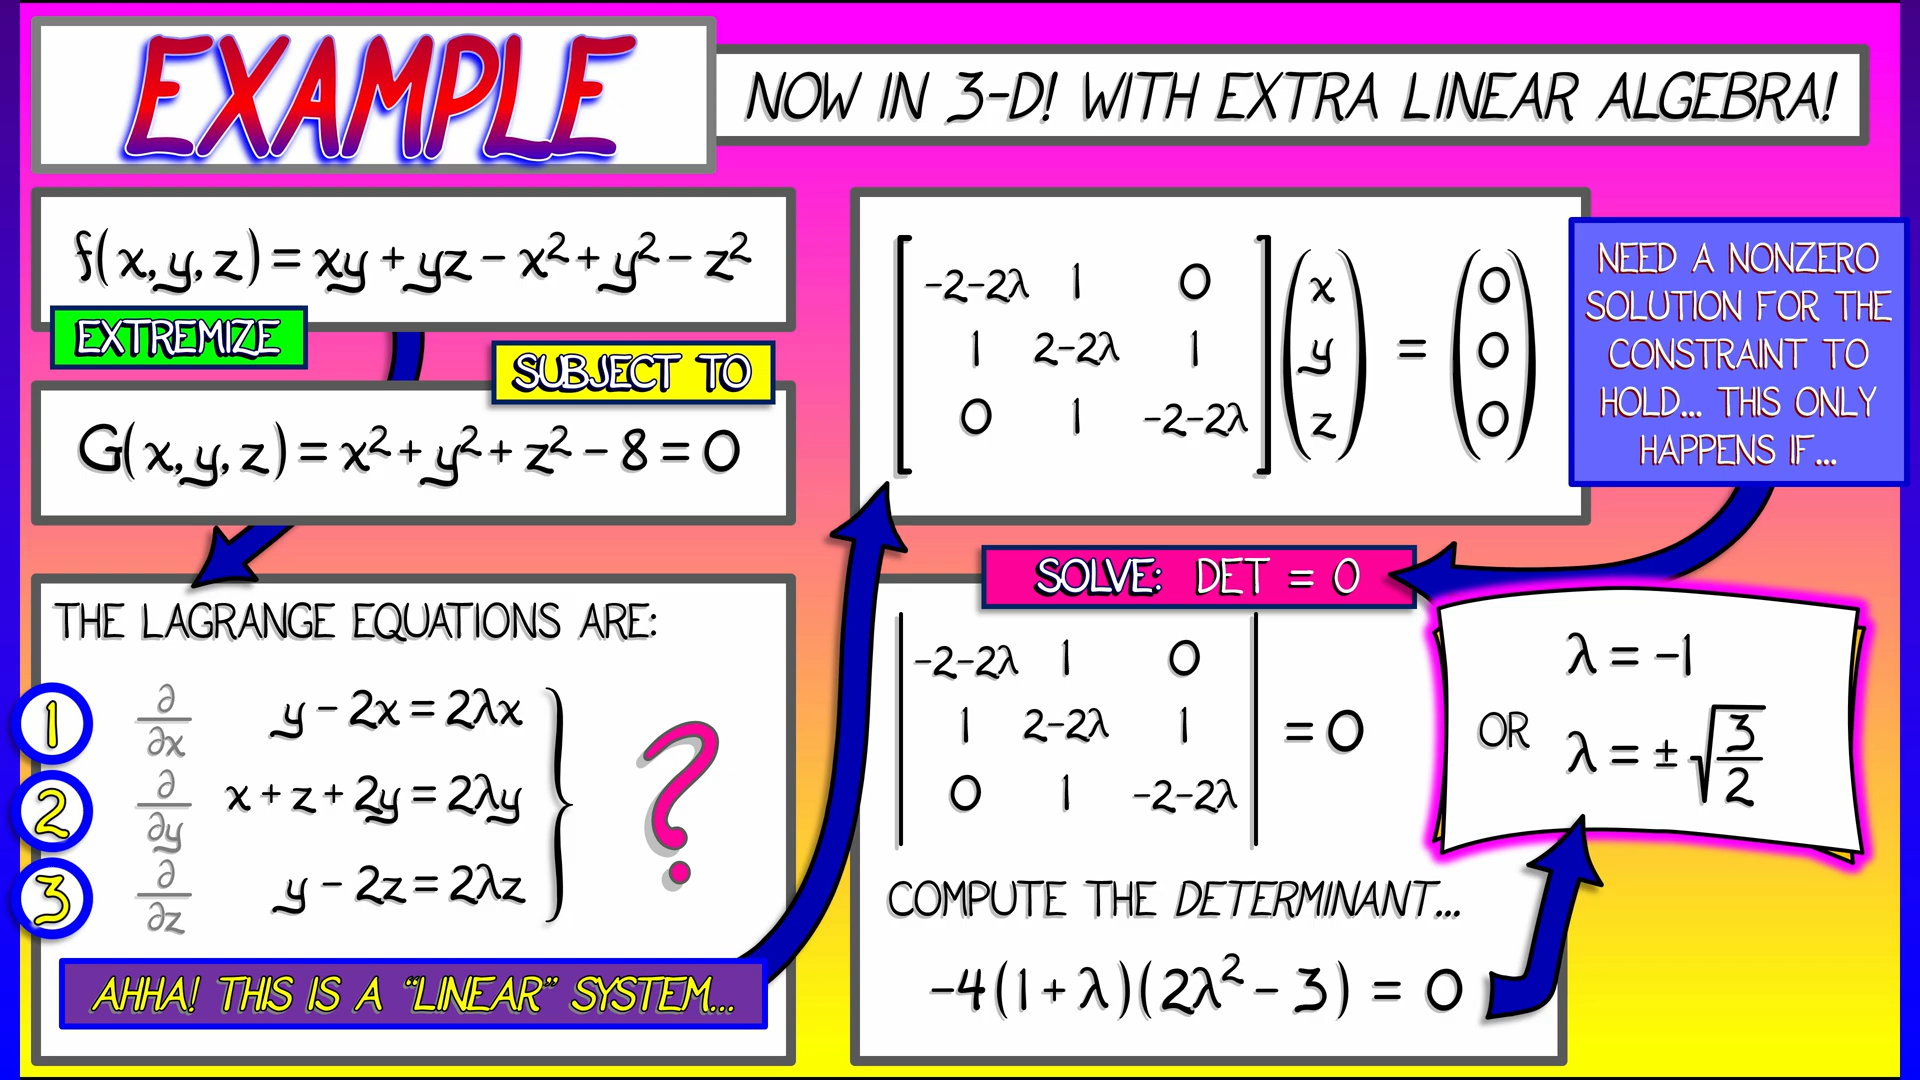 EXAMPLE
NOW IN 3-D! WITH EXTRA LINEAR ALGEBRA!
f(x,y,z) = xy + yz - x² + y² - z²
EXTREMIZE
SUBJECT TO
G(x,y,z) = x² + y² + z² - 8 = 0
THE LAGRANGE EQUATIONS ARE:
1 ∂/∂x y - 2x = 2λx
2 ∂/∂y x + z + 2y = 2λy
3 ∂/∂z y - 2z = 2λz
?
AHHA! THIS IS A "LINEAR" SYSTEM...
-2-2λ 1 0 x 0
1 2-2λ 1 y = 0
0 1 -2-2λ z 0
NEED A NONZERO
SOLUTION FOR THE
CONSTRAINT TO
HOLD... THIS ONLY
HAPPENS IF...
SOLVE: DET = 0
-2-2λ 1 0
1 2-2λ 1 = 0
0 1 -2-2λ
COMPUTE THE DETERMINANT...
-4(1+λ)(2λ² - 3) = 0
λ = -1
OR λ = ±√(3/2)